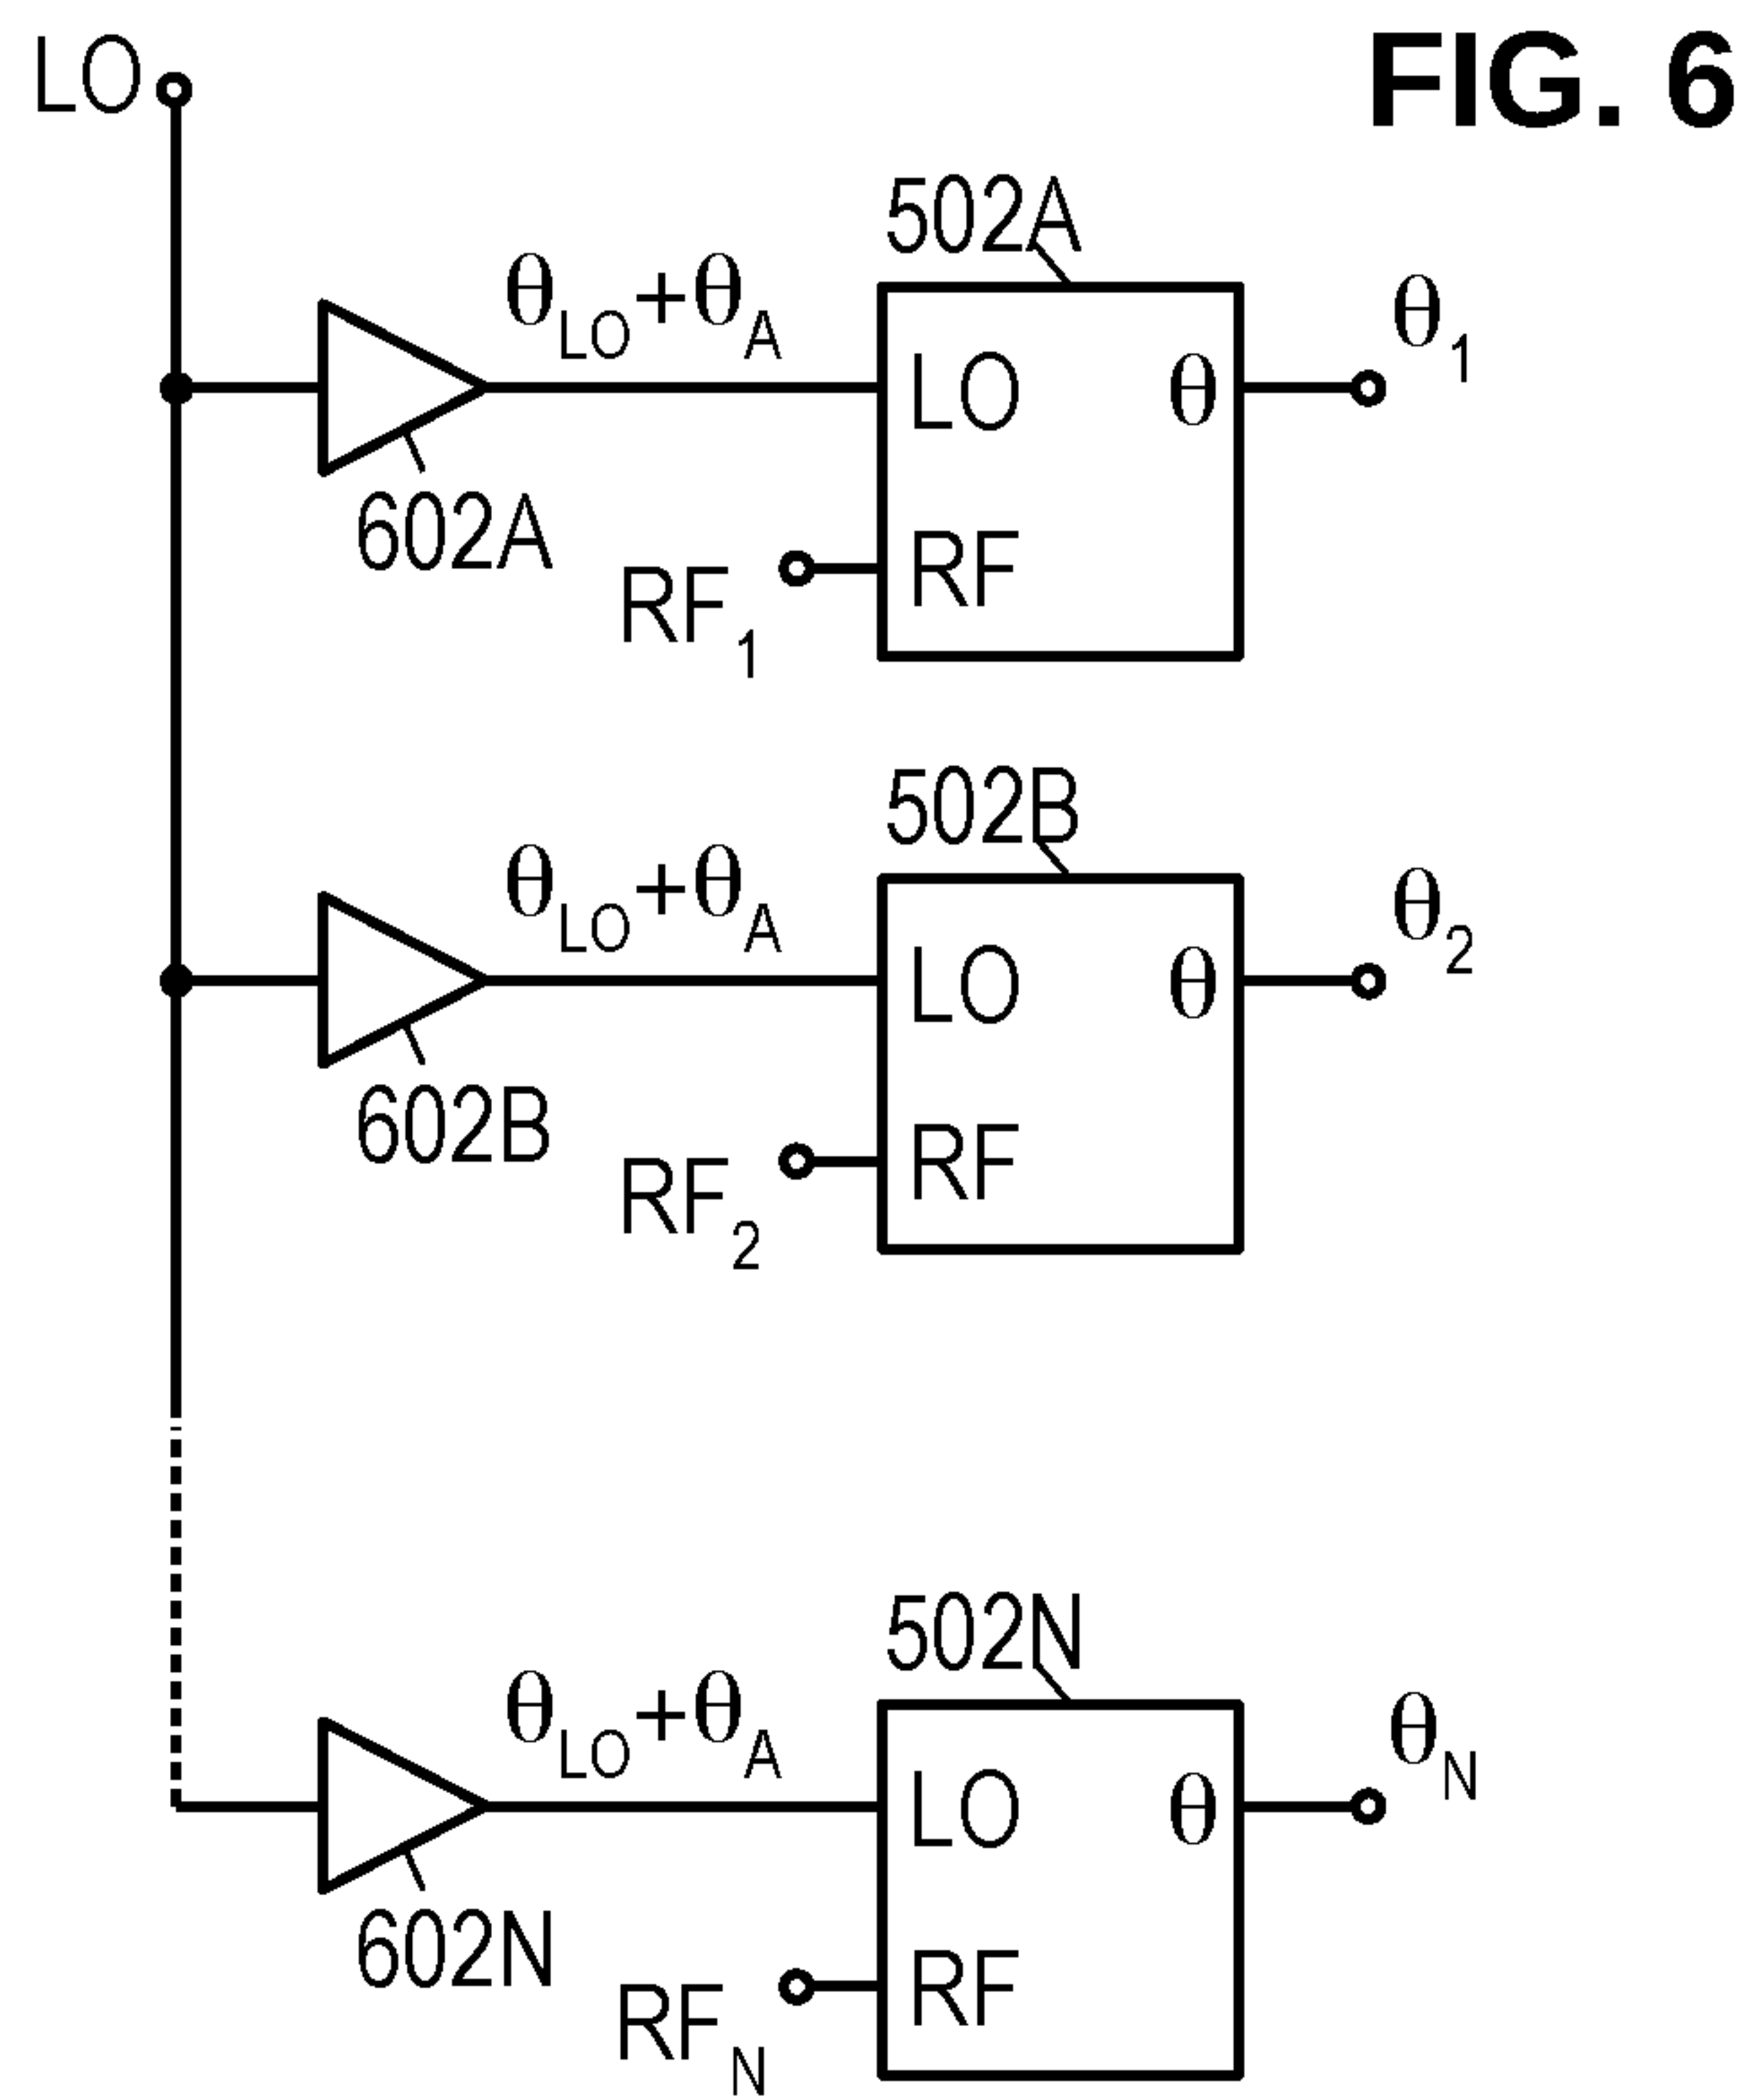 LO
FIG. 6
502A
θLO+θA
θ1
LO
θ
602A
RF1
RF
502B
θLO+θA
θ2
LO
θ
602B
RF2
RF
502N
θLO+θA
θN
LO
θ
602N
RFN
RF